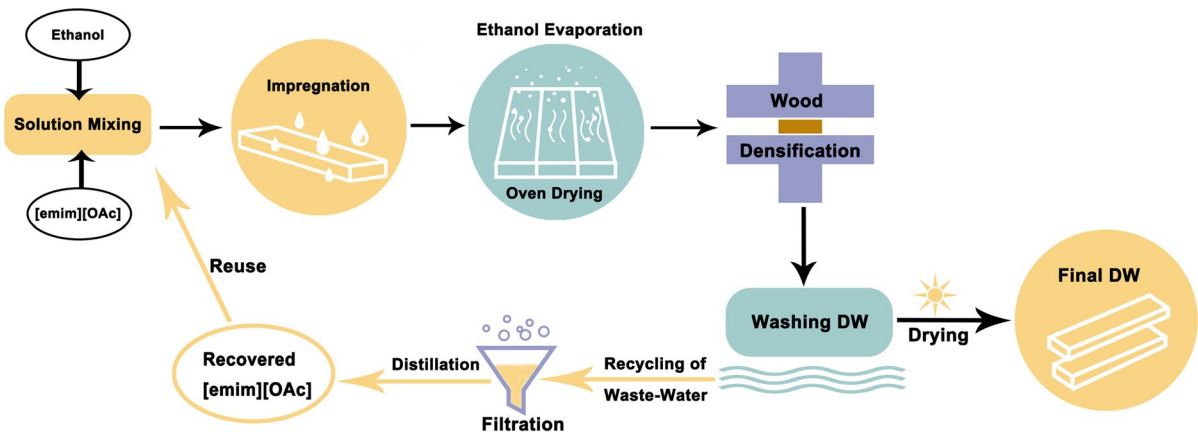 Ethanol
Solution Mixing
[emim][OAc]
Impregnation
Ethanol Evaporation
Oven Drying
Wood
Densification
Washing DW
Drying
Final DW
Recycling of
Waste-Water
Filtration
Distillation
Recovered
[emim][OAc]
Reuse